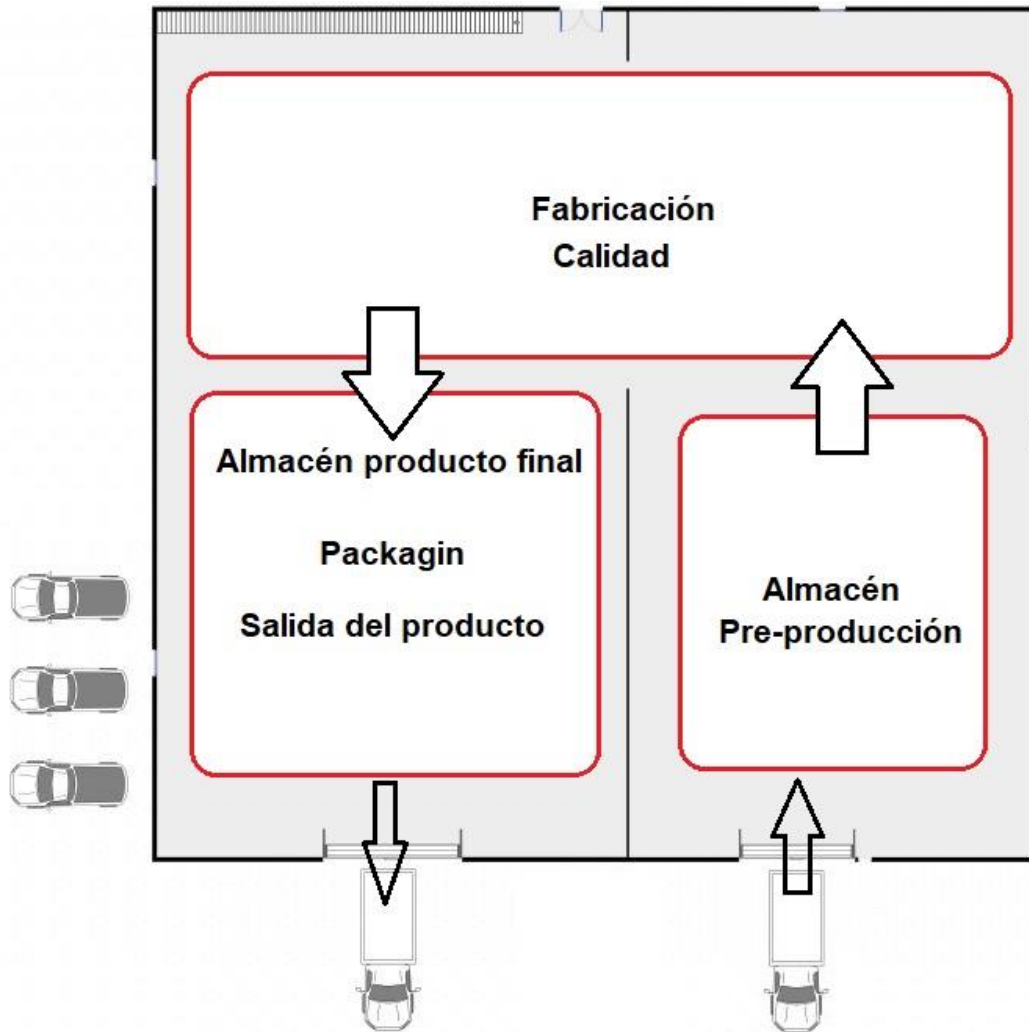 Fabricación
Calidad
Almacén producto final
Packagin
Salida del producto
Almacén
Pre-producción